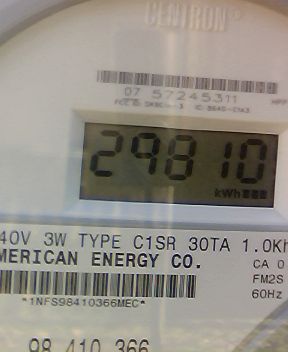 CENTRON®
07 57245311
29810
kWh
40V 3W TYPE C1SR 30TA 1.0Kh
MERICAN ENERGY CO.
CA 0
FM2S
60Hz
*1NFS98410366MEC*
98 410 366